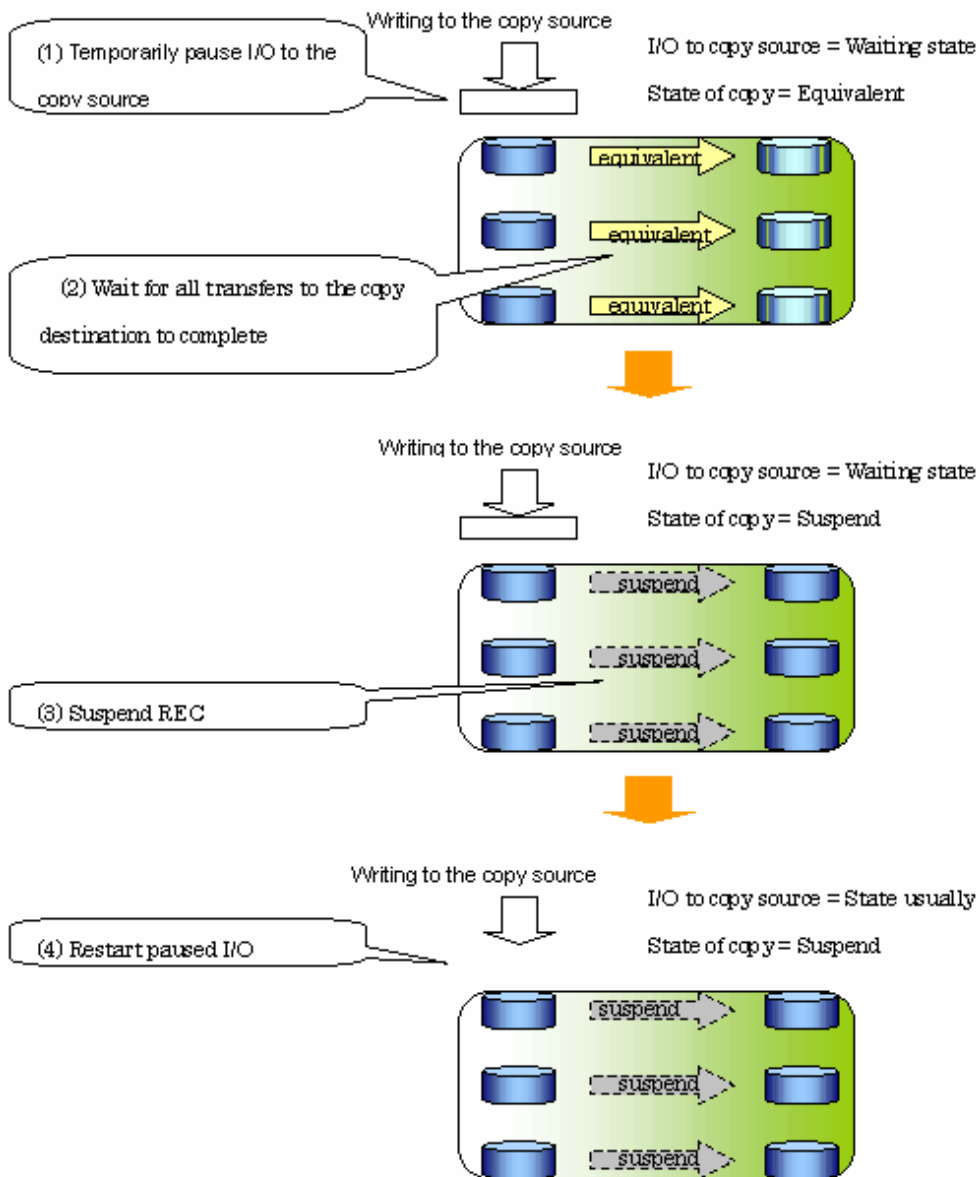 Writing to the copy source
(1) Temporarily pause I/O to the
copy source
I/O to copy source = Waiting state
State of copy = Equivalent
equivalent
equivalent
equivalent
(2) Wait for all transfers to the copy
destination to complete
Writing to the copy source
I/O to copy source = Waiting state
State of copy = Suspend
suspend
suspend
suspend
(3) Suspend REC
Writing to the copy source
I/O to copy source = State usually
State of copy = Suspend
(4) Restart paused I/O
suspend
suspend
suspend